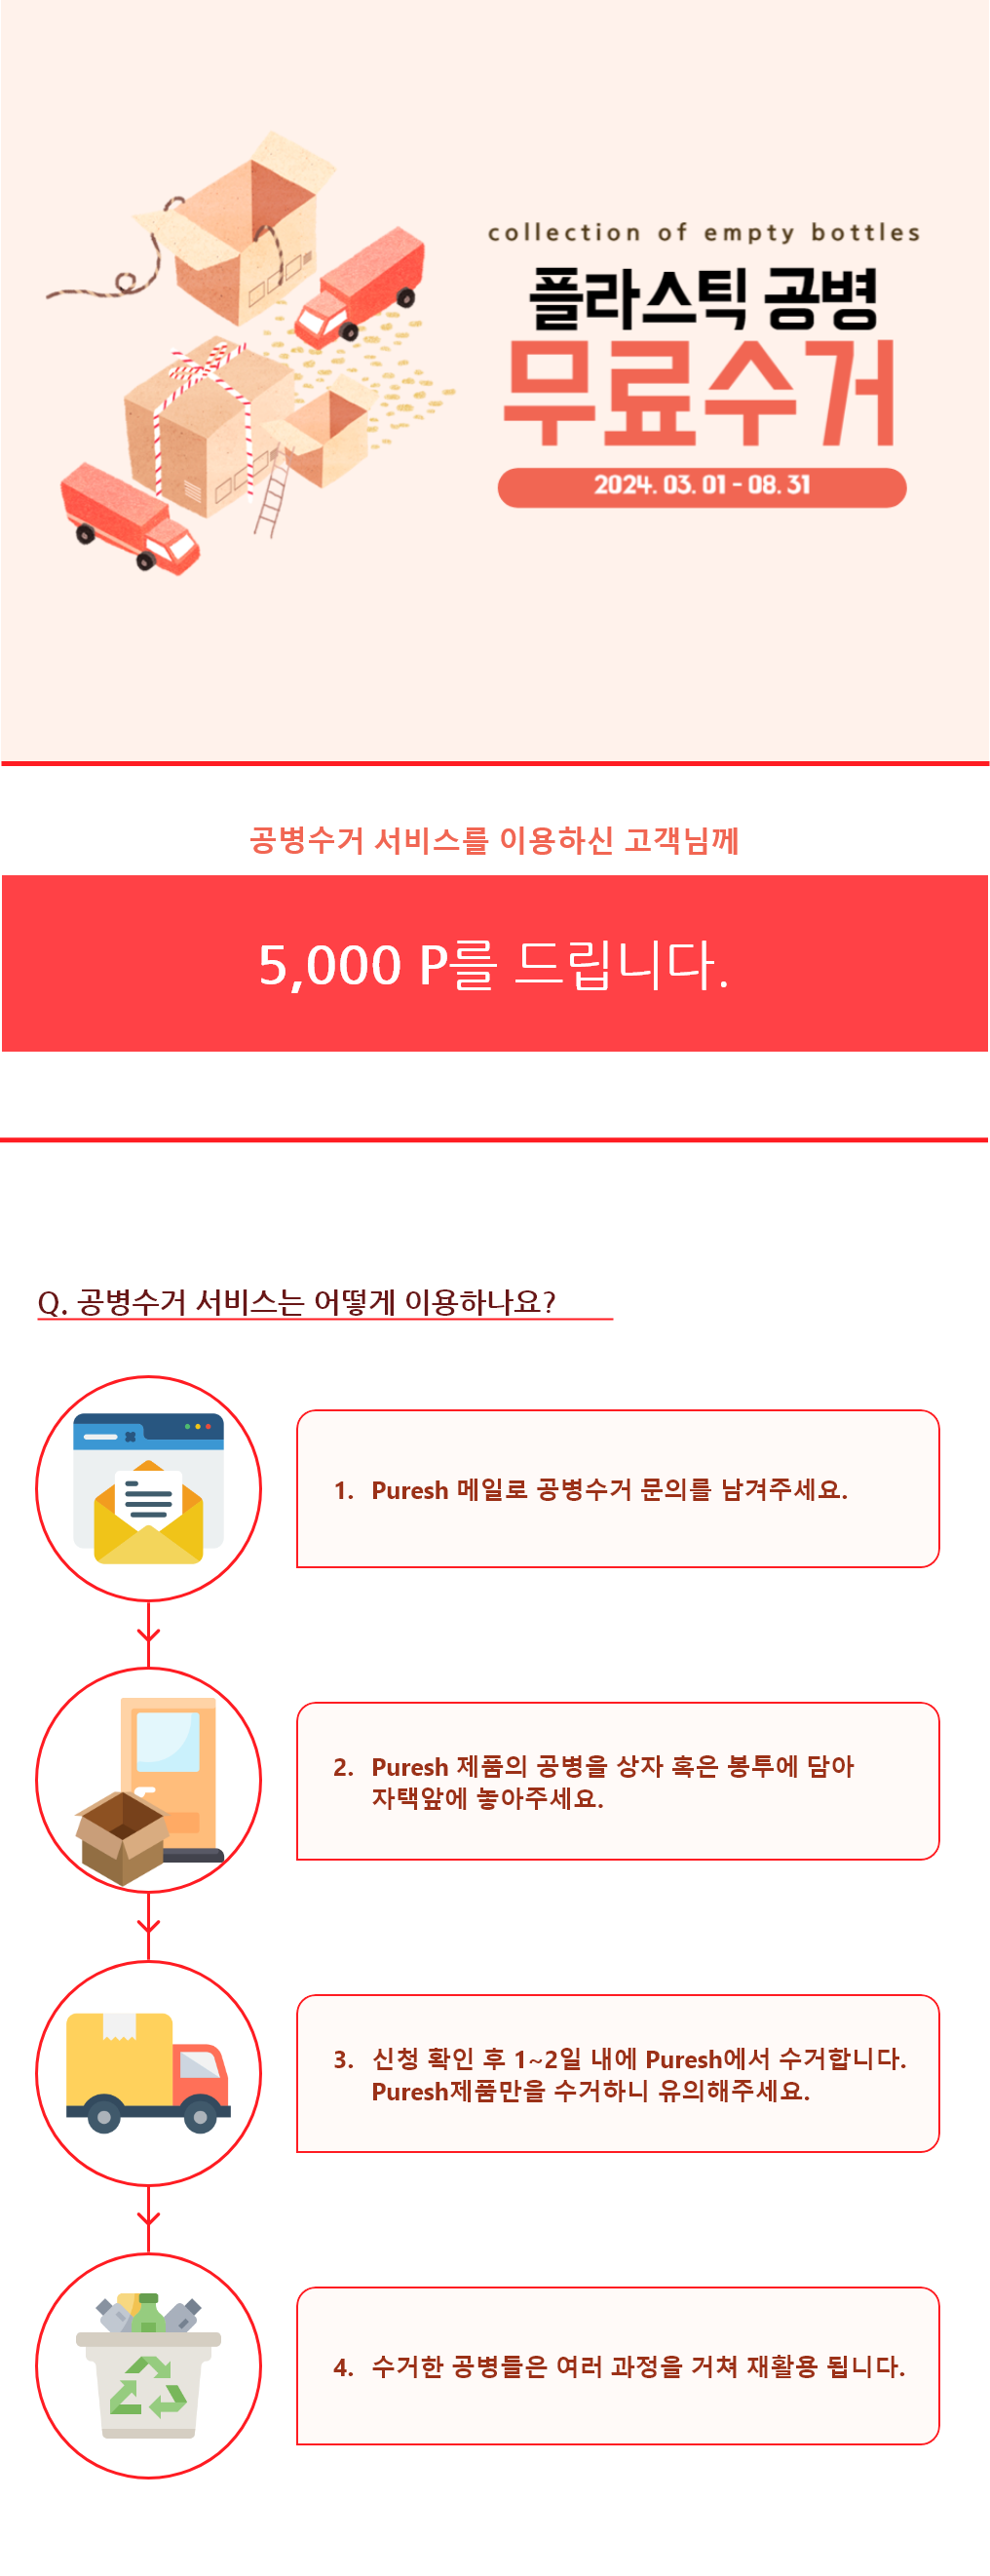 collection of empty bottles
플라스틱 공병
무료수거
2024. 03. 01 - 08. 31
공병수거 서비스를 이용하신 고객님께
5,000 P를 드립니다.
Q. 공병수거 서비스는 어떻게 이용하나요?
1. Puresh 메일로 공병수거 문의를 남겨주세요.
2. Puresh 제품의 공병을 상자 혹은 봉투에 담아
자택앞에 놓아주세요.
3. 신청 확인 후 1~2일 내에 Puresh에서 수거합니다.
Puresh제품만을 수거하니 유의해주세요.
4. 수거한 공병들은 여러 과정을 거쳐 재활용 됩니다.